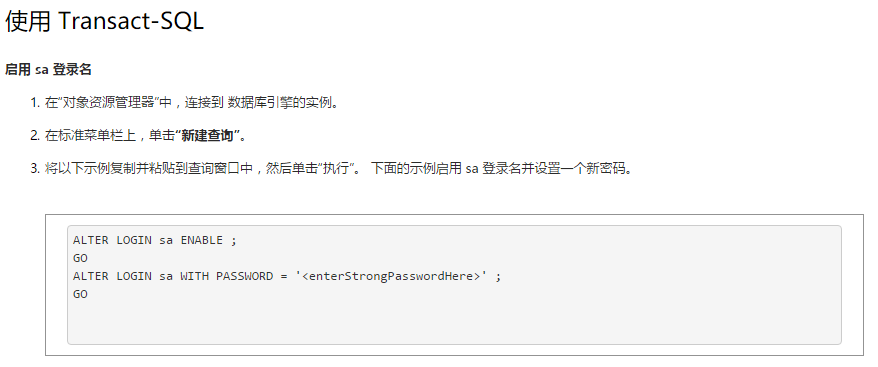 使用 Transact-SQL
启用 sa 登录名
1. 在“对象资源管理器”中，连接到 数据库引擎的实例。
2. 在标准菜单栏上，单击“新建查询”。
3. 将以下示例复制并粘贴到查询窗口中，然后单击“执行”。 下面的示例启用 sa 登录名并设置一个新密码。
ALTER LOGIN sa ENABLE ;
GO
ALTER LOGIN sa WITH PASSWORD = '<enterStrongPasswordHere>' ;
GO